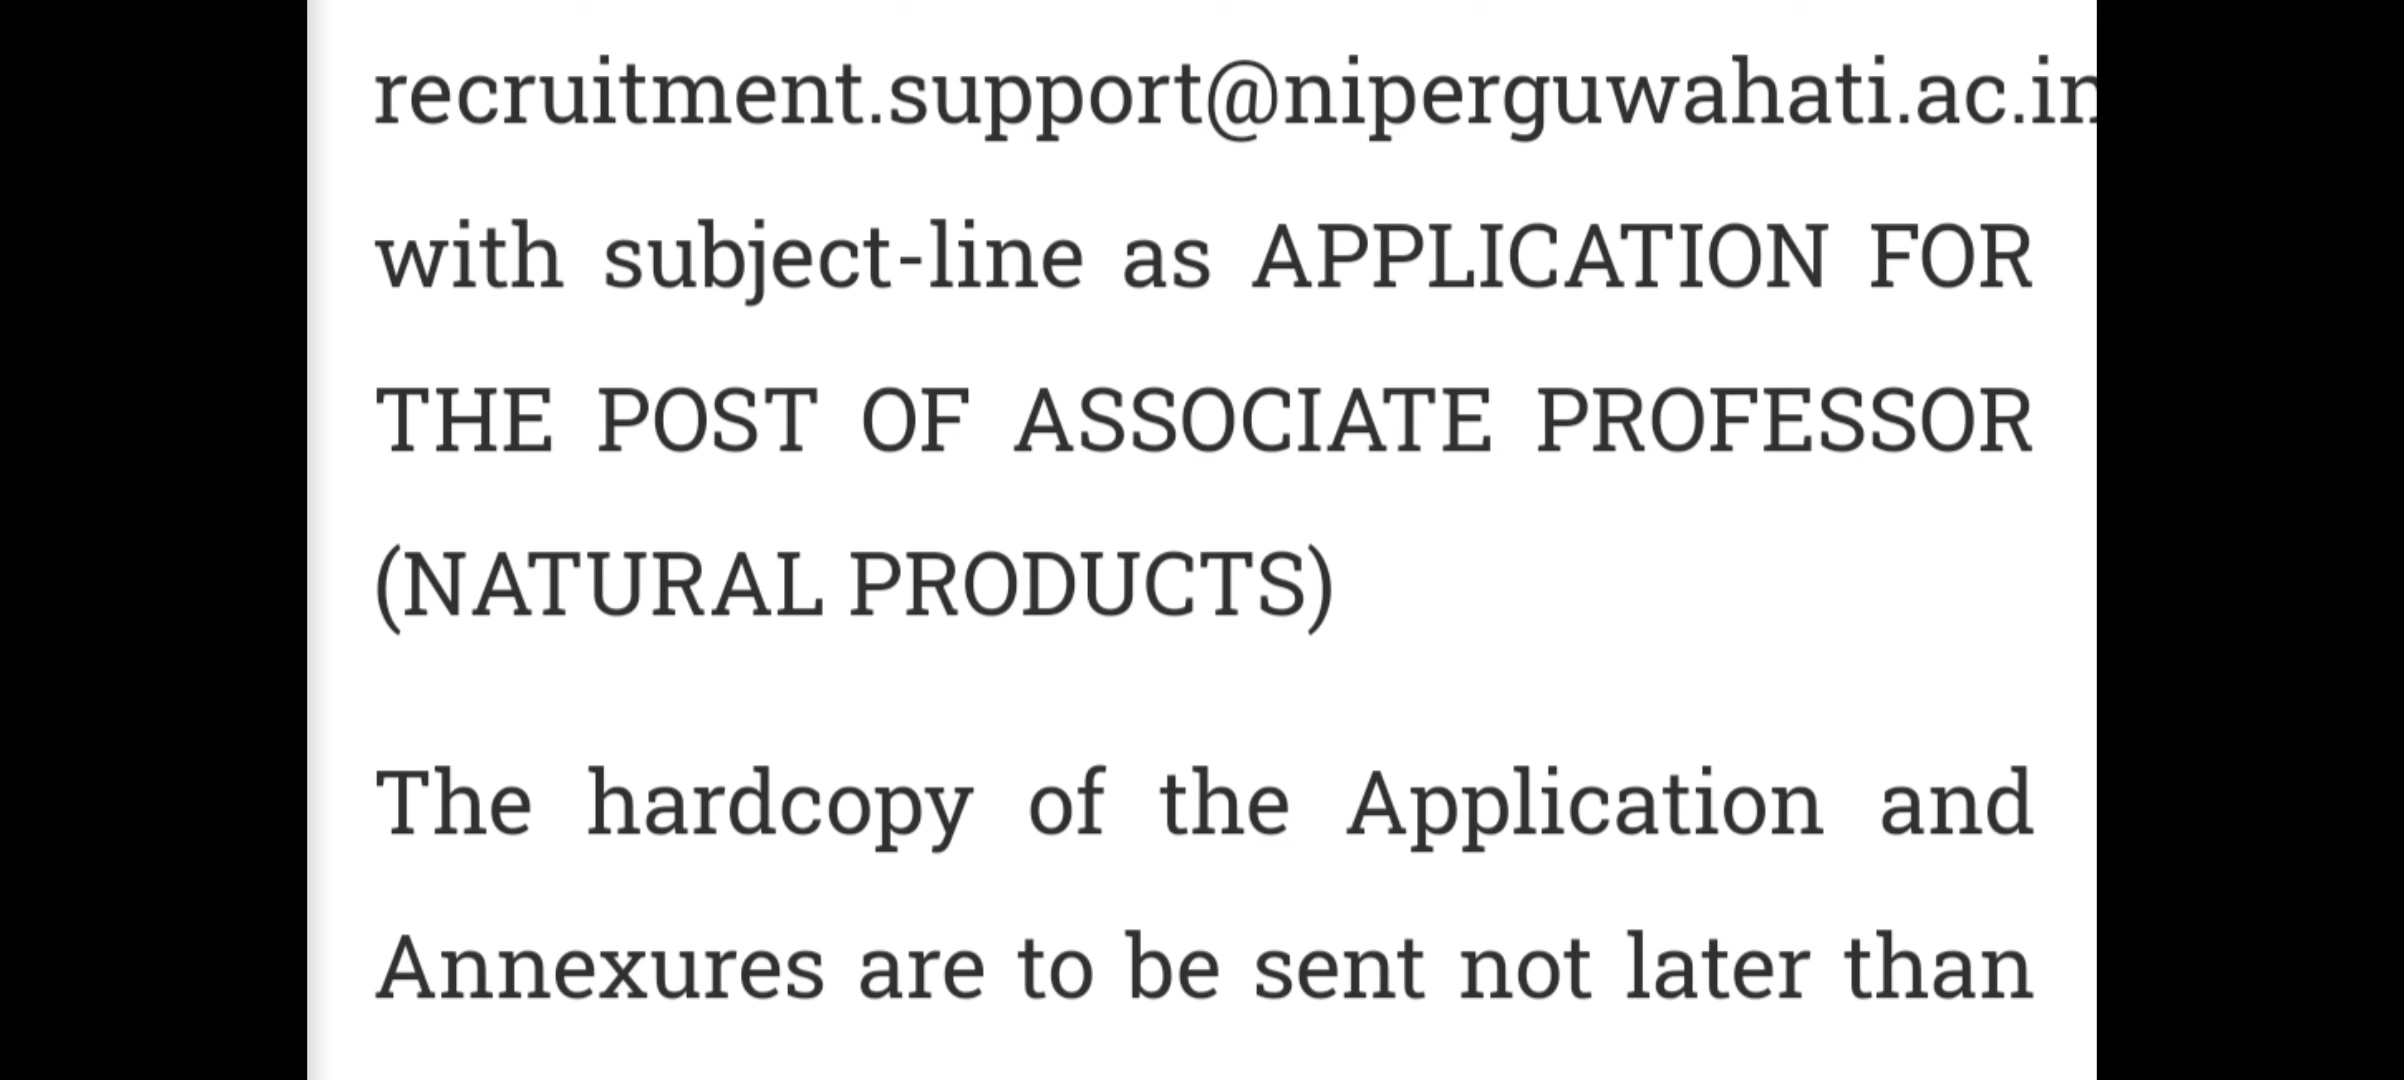 recruitment.support@niperguwahati.ac.in
with subject-line as APPLICATION FOR
THE POST OF ASSOCIATE PROFESSOR
(NATURAL PRODUCTS)
The hardcopy of the Application and
Annexures are to be sent not later than